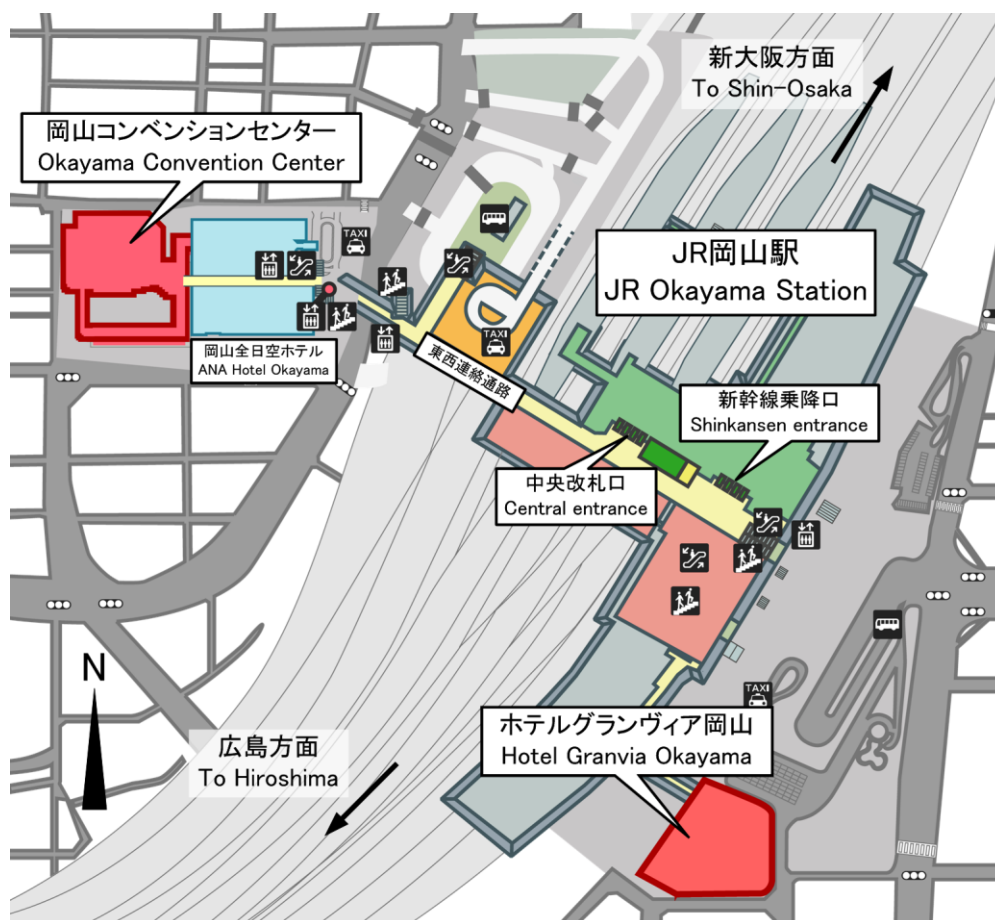 新大阪方面
To Shin-Osaka
岡山コンベンションセンター
Okayama Convention Center
TAXI
JR岡山駅
JR Okayama Station
岡山全日空ホテル
ANA Hotel Okayama
TAXI
東西連絡通路
新幹線乗降口
Shinkansen entrance
中央改札口
Central entrance
N
TAXI
ホテルグランヴィア岡山
Hotel Granvia Okayama
広島方面
To Hiroshima